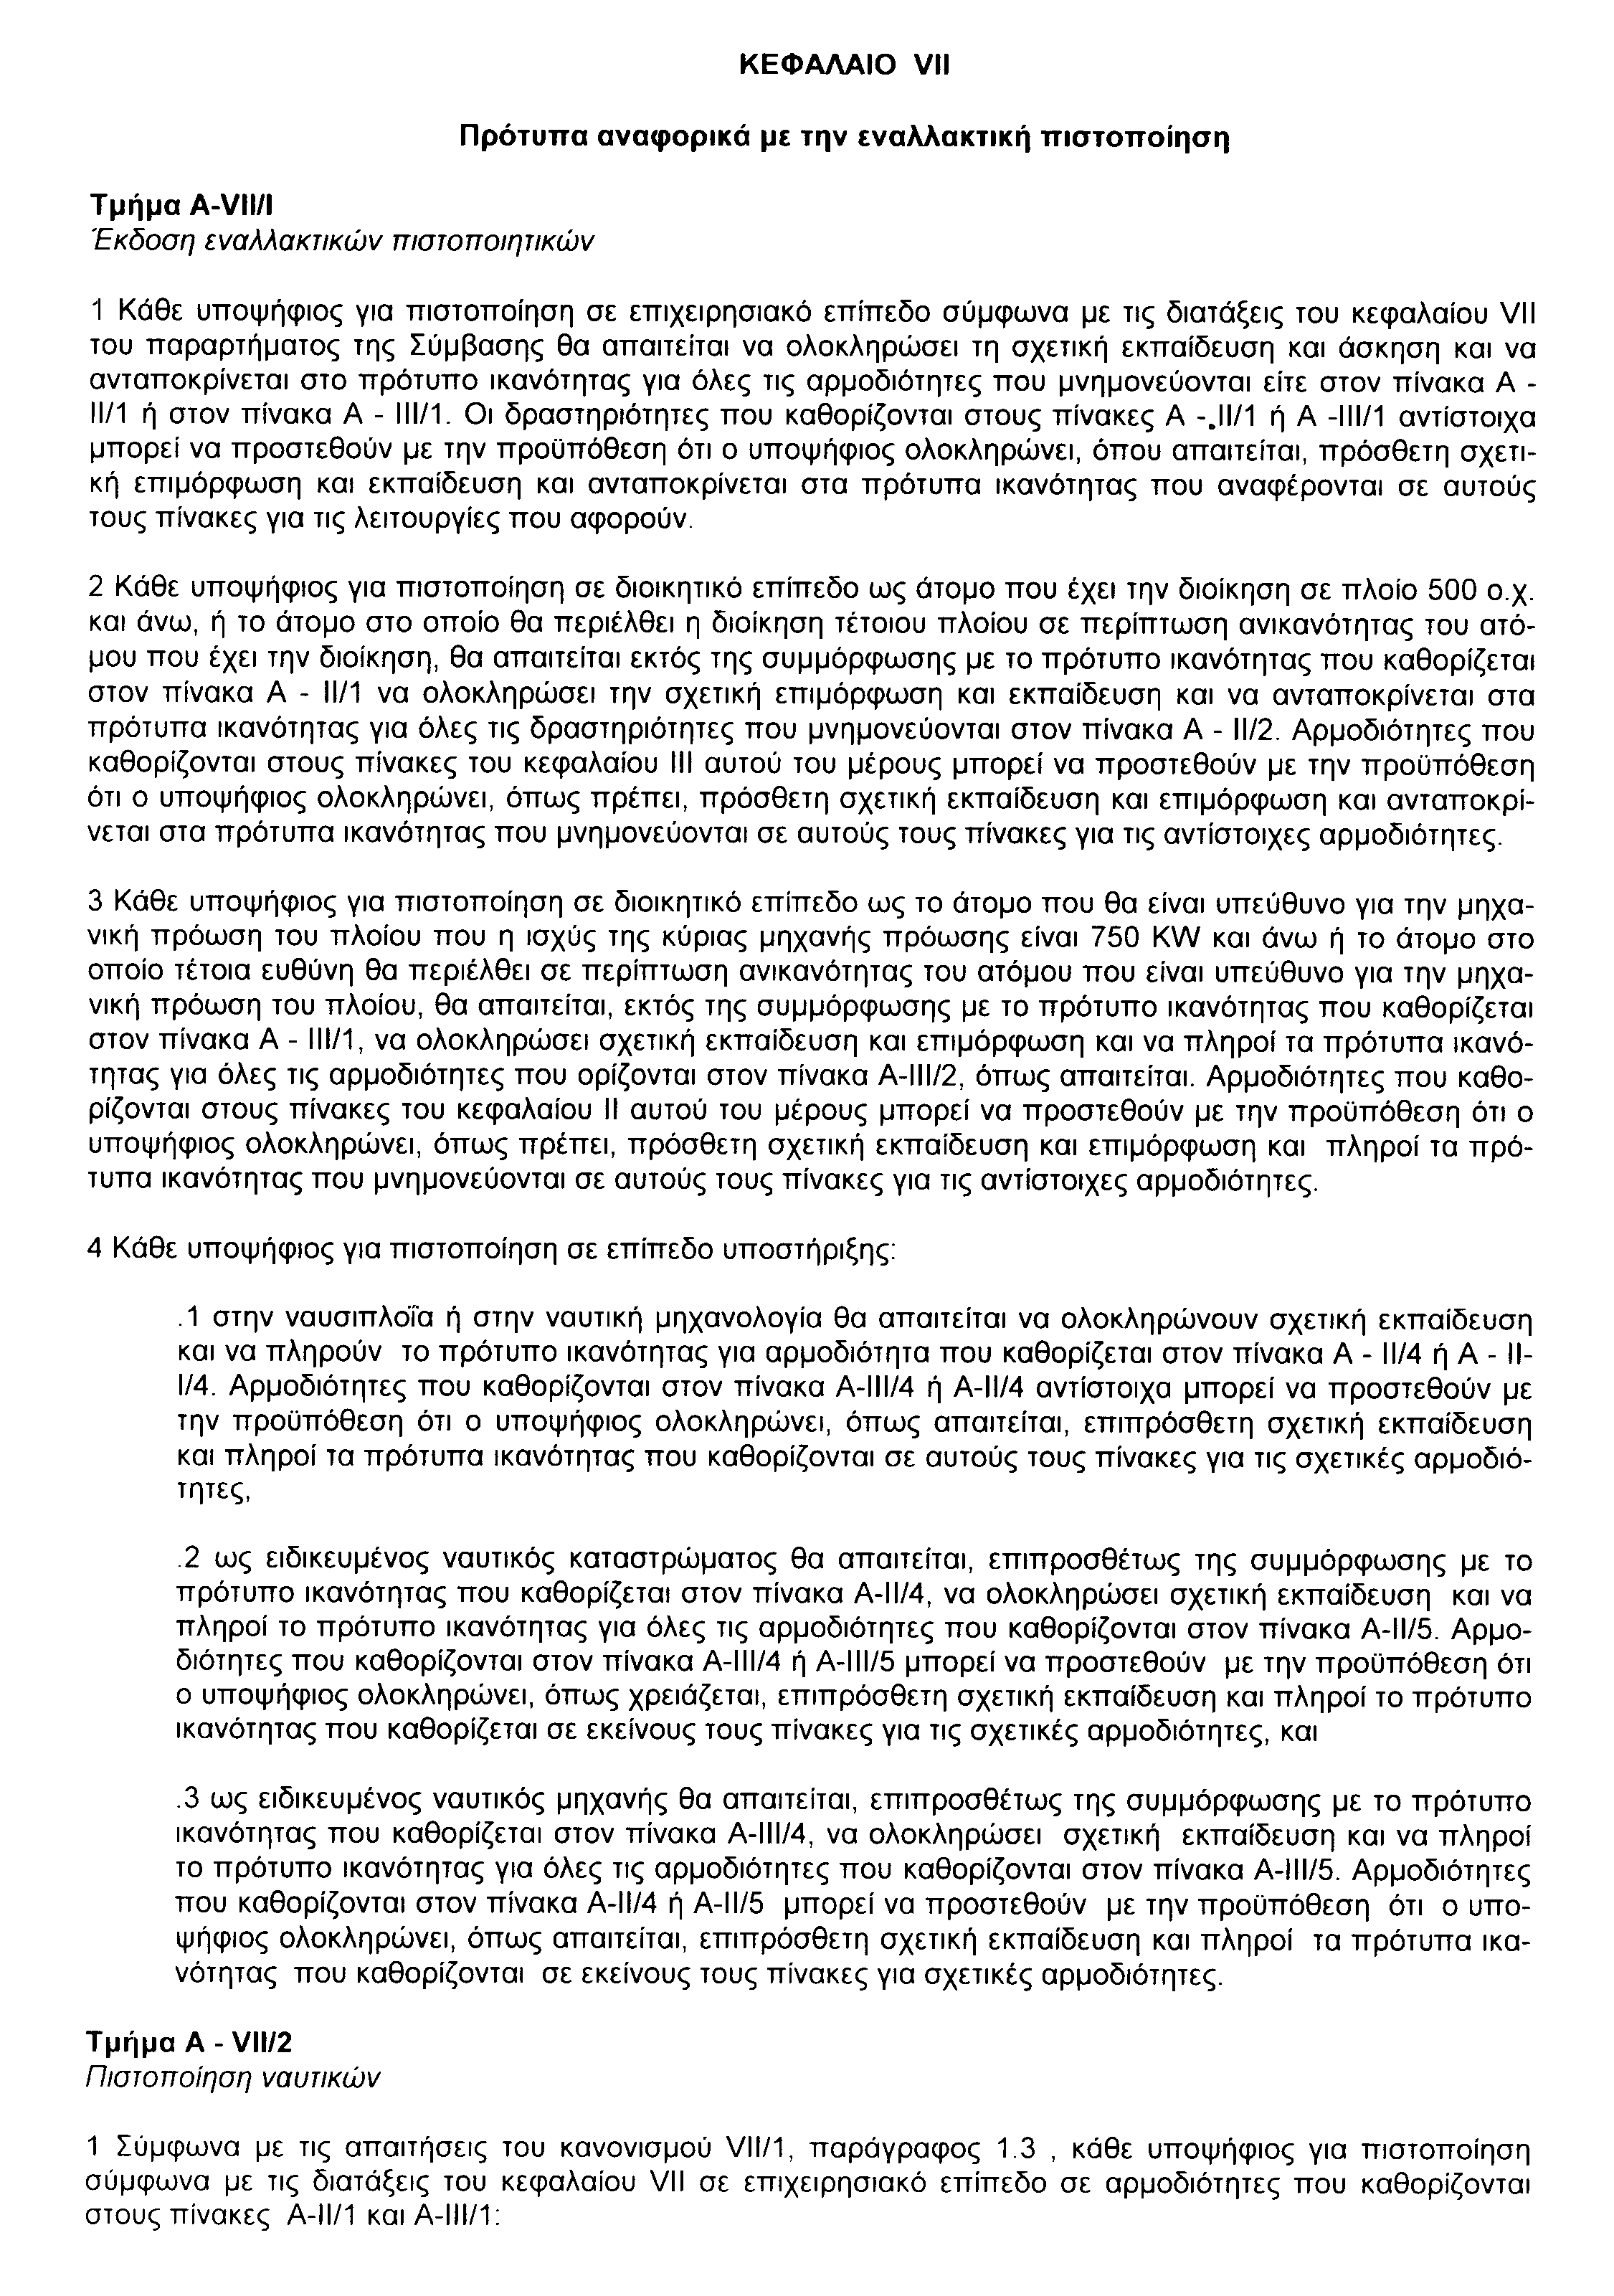 ΚΕΦΑΛΑΙΟ VII
Πρότυπα αναφορικά με την εναλλακτική πιστοποίηση
Τμήμα Α-VII/I
Έκδοση εναλλακτικών πιστοποιητικών
1 Κάθε υποψήφιος για πιστοποίηση σε επιχειρησιακό επίπεδο σύμφωνα με τις διατάξεις του κεφαλαίου VII
του παραρτήματος της Σύμβασης θα απαιτείται να ολοκληρώσει τη σχετική εκπαίδευση και άσκηση και να
ανταποκρίνεται στο πρότυπο ικανότητας για όλες τις αρμοδιότητες που μνημονεύονται είτε στον πίνακα Α -
II/1 ή στον πίνακα Α - III/1. Οι δραστηριότητες που καθορίζονται στους πίνακες Α -.II/1 ή Α -III/1 αντίστοιχα
μπορεί να προστεθούν με την προϋπόθεση ότι ο υποψήφιος ολοκληρώνει, όπου απαιτείται, πρόσθετη σχετι-
κή επιμόρφωση και εκπαίδευση και ανταποκρίνεται στα πρότυπα ικανότητας που αναφέρονται σε αυτούς
τους πίνακες για τις λειτουργίες που αφορούν.
2 Κάθε υποψήφιος για πιστοποίηση σε διοικητικό επίπεδο ως άτομο που έχει την διοίκηση σε πλοίο 500 ο.χ.
και άνω, ή το άτομο στο οποίο θα περιέλθει η διοίκηση τέτοιου πλοίου σε περίπτωση ανικανότητας του ατό-
μου που έχει την διοίκηση, θα απαιτείται εκτός της συμμόρφωσης με το πρότυπο ικανότητας που καθορίζεται
στον πίνακα Α - II/1 να ολοκληρώσει την σχετική επιμόρφωση και εκπαίδευση και να ανταποκρίνεται στα
πρότυπα ικανότητας για όλες τις δραστηριότητες που μνημονεύονται στον πίνακα Α - II/2. Αρμοδιότητες που
καθορίζονται στους πίνακες του κεφαλαίου III αυτού του μέρους μπορεί να προστεθούν με την προϋπόθεση
ότι ο υποψήφιος ολοκληρώνει, όπως πρέπει, πρόσθετη σχετική εκπαίδευση και επιμόρφωση και ανταποκρί-
νεται στα πρότυπα ικανότητας που μνημονεύονται σε αυτούς τους πίνακες για τις αντίστοιχες αρμοδιότητες.
3 Κάθε υποψήφιος για πιστοποίηση σε διοικητικό επίπεδο ως το άτομο που θα είναι υπεύθυνο για την μηχα-
νική πρόωση του πλοίου που η ισχύς της κύριας μηχανής πρόωσης είναι 750 KW και άνω ή το άτομο στο
οποίο τέτοια ευθύνη θα περιέλθει σε περίπτωση ανικανότητας του ατόμου που είναι υπεύθυνο για την μηχα-
νική πρόωση του πλοίου, θα απαιτείται, εκτός της συμμόρφωσης με το πρότυπο ικανότητας που καθορίζεται
στον πίνακα Α - III/1, να ολοκληρώσει σχετική εκπαίδευση και επιμόρφωση και να πληροί τα πρότυπα ικανό-
τητας για όλες τις αρμοδιότητες που ορίζονται στον πίνακα Α-III/2, όπως απαιτείται. Αρμοδιότητες που καθο-
ρίζονται στους πίνακες του κεφαλαίου II αυτού του μέρους μπορεί να προστεθούν με την προϋπόθεση ότι ο
υποψήφιος ολοκληρώνει, όπως πρέπει, πρόσθετη σχετική εκπαίδευση και επιμόρφωση και πληροί τα πρό-
τυπα ικανότητας που μνημονεύονται σε αυτούς τους πίνακες για τις αντίστοιχες αρμοδιότητες.
4 Κάθε υποψήφιος για πιστοποίηση σε επίπεδο υποστήριξης:
.1 στην ναυσιπλοΐα ή στην ναυτική μηχανολογία θα απαιτείται να ολοκληρώνουν σχετική εκπαίδευση
και να πληρούν το πρότυπο ικανότητας για αρμοδιότητα που καθορίζεται στον πίνακα Α - II/4 ή Α - II-
I/4. Αρμοδιότητες που καθορίζονται στον πίνακα Α-III/4 ή Α-II/4 αντίστοιχα μπορεί να προστεθούν με
την προϋπόθεση ότι ο υποψήφιος ολοκληρώνει, όπως απαιτείται, επιπρόσθετη σχετική εκπαίδευση
και πληροί τα πρότυπα ικανότητας που καθορίζονται σε αυτούς τους πίνακες για τις σχετικές αρμοδιό-
τητες,
.2 ως ειδικευμένος ναυτικός καταστρώματος θα απαιτείται, επιπροσθέτως της συμμόρφωσης με το
πρότυπο ικανότητας που καθορίζεται στον πίνακα Α-II/4, να ολοκληρώσει σχετική εκπαίδευση και να
πληροί το πρότυπο ικανότητας για όλες τις αρμοδιότητες που καθορίζονται στον πίνακα Α-II/5. Αρμο-
διότητες που καθορίζονται στον πίνακα Α-III/4 ή Α-III/5 μπορεί να προστεθούν με την προϋπόθεση ότι
ο υποψήφιος ολοκληρώνει, όπως χρειάζεται, επιπρόσθετη σχετική εκπαίδευση και πληροί το πρότυπο
ικανότητας που καθορίζεται σε εκείνους τους πίνακες για τις σχετικές αρμοδιότητες, και
.3 ως ειδικευμένος ναυτικός μηχανής θα απαιτείται, επιπροσθέτως της συμμόρφωσης με το πρότυπο
ικανότητας που καθορίζεται στον πίνακα Α-III/4, να ολοκληρώσει σχετική εκπαίδευση και να πληροί
το πρότυπο ικανότητας για όλες τις αρμοδιότητες που καθορίζονται στον πίνακα Α-III/5. Αρμοδιότητες
που καθορίζονται στον πίνακα Α-II/4 ή Α-II/5 μπορεί να προστεθούν με την προϋπόθεση ότι ο υπο-
ψήφιος ολοκληρώνει, όπως απαιτείται, επιπρόσθετη σχετική εκπαίδευση και πληροί τα πρότυπα ικα-
νότητας που καθορίζονται σε εκείνους τους πίνακες για σχετικές αρμοδιότητες.
Τμήμα Α - VII/2
Πιστοποίηση ναυτικών
1 Σύμφωνα με τις απαιτήσεις του κανονισμού VII/1, παράγραφος 1.3 , κάθε υποψήφιος για πιστοποίηση
σύμφωνα με τις διατάξεις του κεφαλαίου VII σε επιχειρησιακό επίπεδο σε αρμοδιότητες που καθορίζονται
στους πίνακες Α-II/1 και Α-III/1: